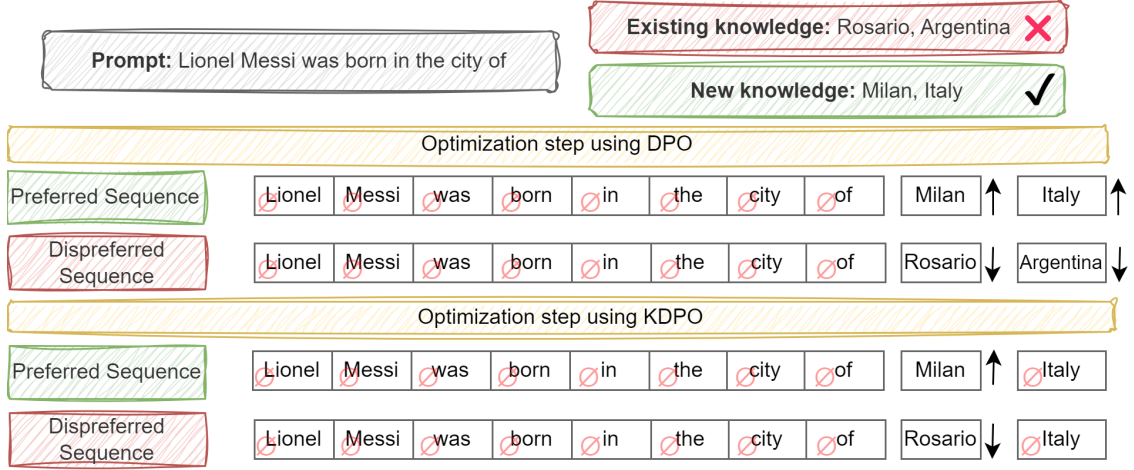 Existing knowledge: Rosario, Argentina
Prompt: Lionel Messi was born in the city of
New knowledge: Milan, Italy
Optimization step using DPO
Preferred Sequence Lionel Messi was born in the city of Milan Italy
Dispreferred
Sequence
Lionel Messi was born in the city of Rosario Argentina
Optimization step using KDPO
Preferred Sequence Lionel Messi was born in the city of Milan Italy
Dispreferred
Sequence
Lionel Messi was born in the city of Rosario Italy